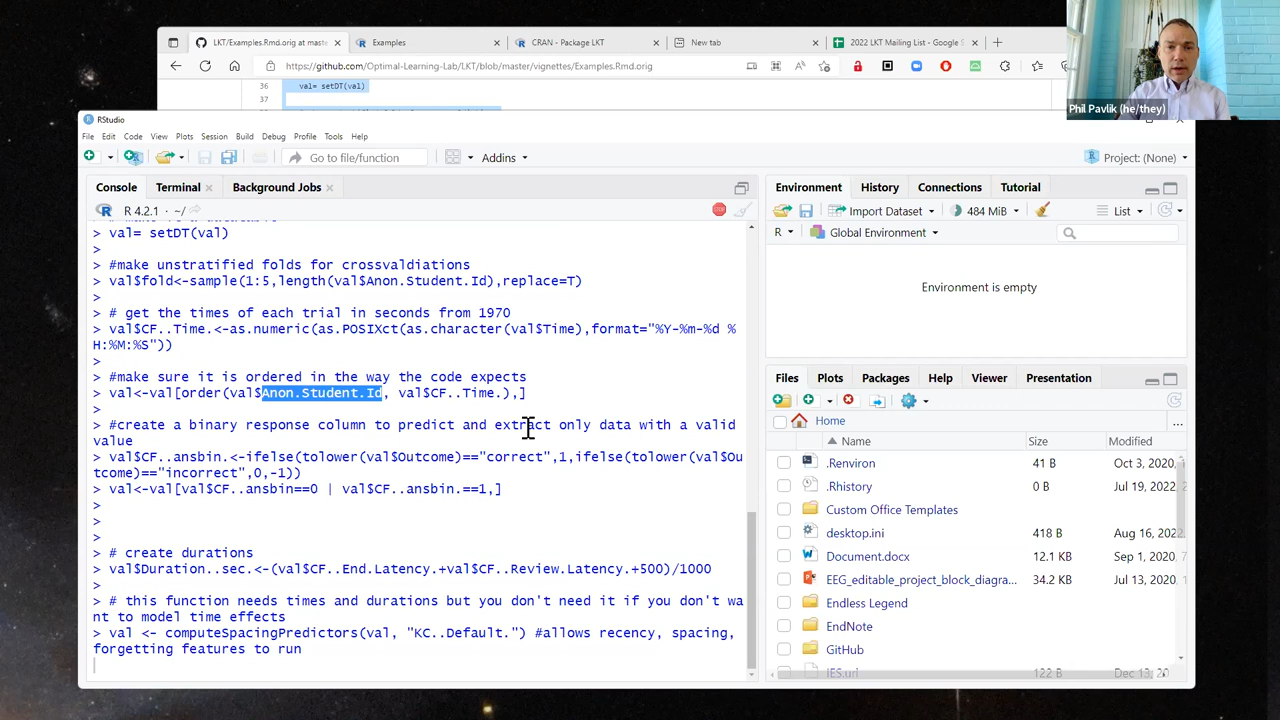 LKT/Examples.Rmd.orig at maste
Examples
CRAN - Package LKT
New tab
2022 LKT Mailing List - Google S
https://github.com/Optimal-Learning-Lab/LKT/blob/master/vignettes/Examples.Rmd.orig
36 val= setDT(val)
37
Phil Pavlik (he/they)
RStudio
File Edit Code View Plots Session Build Debug Profile Tools Help
Go to file/function
Addins
Project: (None)
Console Terminal Background Jobs
R 4.2.1 · ~/
val= setDT(val)
>
> #make unstratified folds for crossvaldiations
> val$fold<-sample(1:5,length(val$Anon.Student.Id),replace=T)
>
> # get the times of each trial in seconds from 1970
> val$CF..Time.<-as.numeric(as.POSIXct(as.character(val$Time),format="%Y-%m-%d %
H:%M:%S"))
>
> #make sure it is ordered in the way the code expects
> val<-val[order(val$Anon.Student.Id, val$CF..Time.),]
>
> #create a binary response column to predict and extract only data with a valid
value
> val$CF..ansbin.<-ifelse(tolower(val$Outcome)=="correct",1,ifelse(tolower(val$Ou
tcome)=="incorrect",0,-1))
> val<-val[val$CF..ansbin==0 | val$CF..ansbin.==1,]
>
>
>
> # create durations
> val$Duration..sec.<-(val$CF..End.Latency.+val$CF..Review.Latency.+500)/1000
>
> # this function needs times and durations but you don't need it if you don't wa
nt to model time effects
> val <- computeSpacingPredictors(val, "KC..Default.") #allows recency, spacing,
forgetting features to run
Environment History Connections Tutorial
Import Dataset
484 MiB
List
R
Global Environment
Environment is empty
Files Plots Packages Help Viewer Presentation
Home
Name Size Modified
.Renviron 41 B Oct 3, 2020,
.Rhistory 0 B Jul 19, 2022,
Custom Office Templates
desktop.ini 418 B Aug 16, 202
Document.docx 12.1 KB Sep 1, 2020,
EEG_editable_project_block_diagra... 34.2 KB Jul 13, 2020,
Endless Legend
EndNote
GitHub
IES.uri 122 B Dec 13, 20